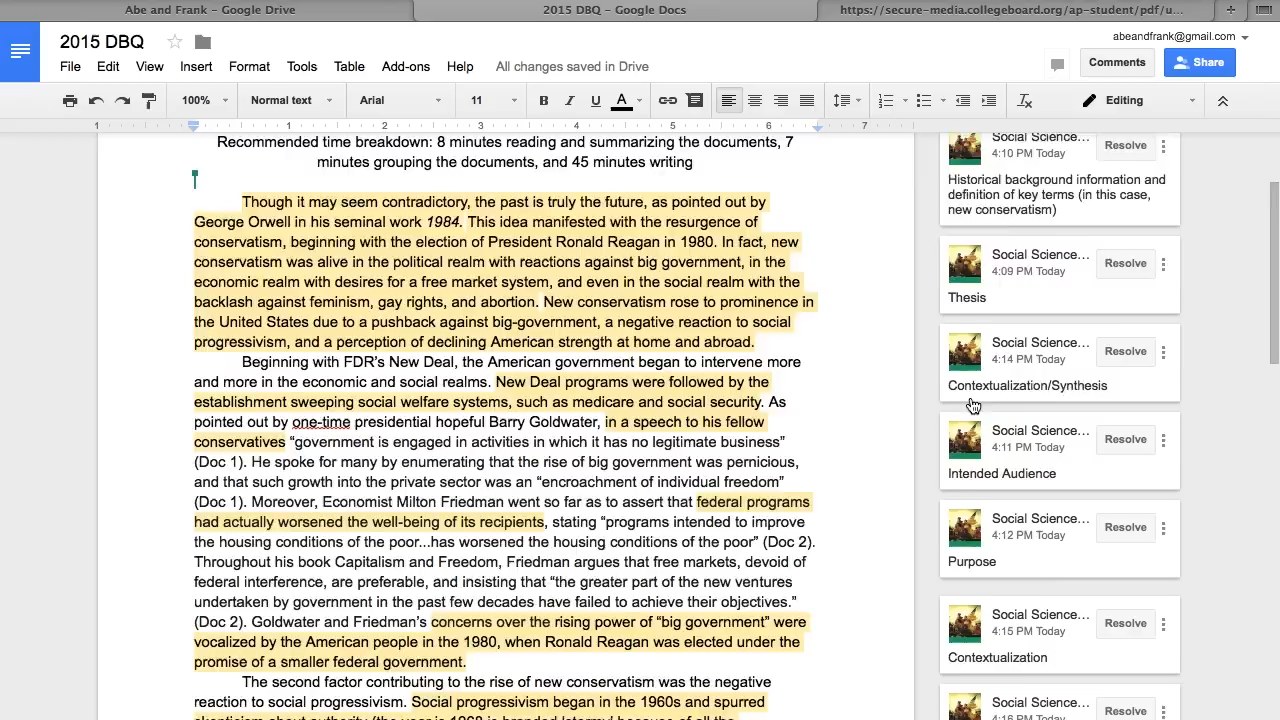 Abe and Frank – Google Drive
2015 DBQ – Google Docs
https://secure-media.collegeboard.org/ap-student/pdf/u...
2015 DBQ
abeandfrank@gmail.com
File Edit View Insert Format Tools Table Add-ons Help All changes saved in Drive
Comments
Share
100% Normal text Arial 11 B I U A Editing
1 1 2 3 4 5 6 7
Recommended time breakdown: 8 minutes reading and summarizing the documents, 7
minutes grouping the documents, and 45 minutes writing
Though it may seem contradictory, the past is truly the future, as pointed out by
George Orwell in his seminal work 1984. This idea manifested with the resurgence of
conservatism, beginning with the election of President Ronald Reagan in 1980. In fact, new
conservatism was alive in the political realm with reactions against big government, in the
economic realm with desires for a free market system, and even in the social realm with the
backlash against feminism, gay rights, and abortion. New conservatism rose to prominence in
the United States due to a pushback against big-government, a negative reaction to social
progressivism, and a perception of declining American strength at home and abroad.
Beginning with FDR's New Deal, the American government began to intervene more
and more in the economic and social realms. New Deal programs were followed by the
establishment sweeping social welfare systems, such as medicare and social security. As
pointed out by one-time presidential hopeful Barry Goldwater, in a speech to his fellow
conservatives “government is engaged in activities in which it has no legitimate business”
(Doc 1). He spoke for many by enumerating that the rise of big government was pernicious,
and that such growth into the private sector was an “encroachment of individual freedom”
(Doc 1). Moreover, Economist Milton Friedman went so far as to assert that federal programs
had actually worsened the well-being of its recipients, stating “programs intended to improve
the housing conditions of the poor...has worsened the housing conditions of the poor” (Doc 2).
Throughout his book Capitalism and Freedom, Friedman argues that free markets, devoid of
federal interference, are preferable, and insisting that “the greater part of the new ventures
undertaken by government in the past few decades have failed to achieve their objectives.”
(Doc 2). Goldwater and Friedman's concerns over the rising power of “big government” were
vocalized by the American people in the 1980, when Ronald Reagan was elected under the
promise of a smaller federal government.
The second factor contributing to the rise of new conservatism was the negative
reaction to social progressivism. Social progressivism began in the 1960s and spurred
skepticism about authority (the year 1968 is branded because of all the
Social Science...
4:10 PM Today
Resolve
Historical background information and
definition of key terms (in this case,
new conservatism)
Social Science...
4:09 PM Today
Resolve
Thesis
Social Science...
4:14 PM Today
Resolve
Contextualization/Synthesis
Social Science...
4:11 PM Today
Resolve
Intended Audience
Social Science...
4:12 PM Today
Resolve
Purpose
Social Science...
4:15 PM Today
Resolve
Contextualization
Social Science...
4:16 PM Today
Resolve